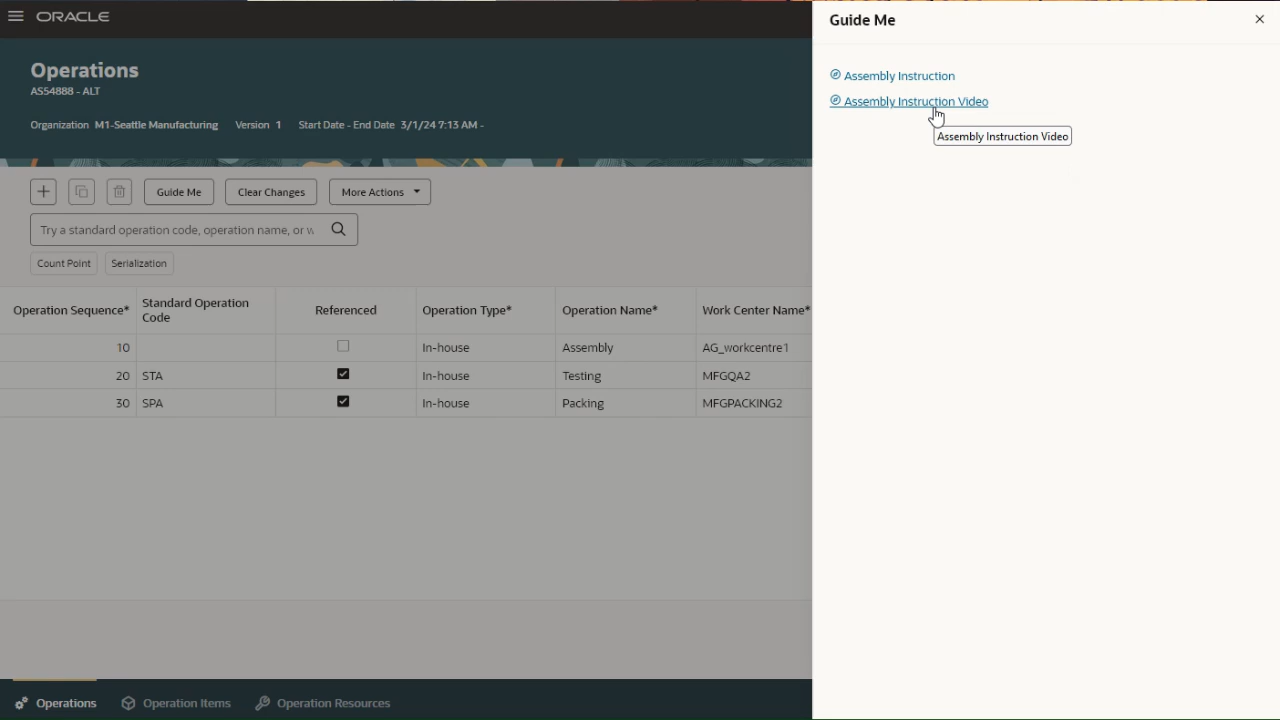 ORACLE
Operations
AS54888 - ALT
Organization M1-Seattle Manufacturing Version 1 Start Date - End Date 3/1/24 7:13 AM -
Guide Me Clear Changes More Actions
Try a standard operation code, operation name, or w
Count Point Serialization
Operation Sequence* Standard Operation Code Referenced Operation Type* Operation Name* Work Center Name*
10 In-house Assembly AG_workcentre1
20 STA In-house Testing MFGQA2
30 SPA In-house Packing MFGPACKING2
Operations Operation Items Operation Resources
Guide Me
Assembly Instruction
Assembly Instruction Video
Assembly Instruction Video